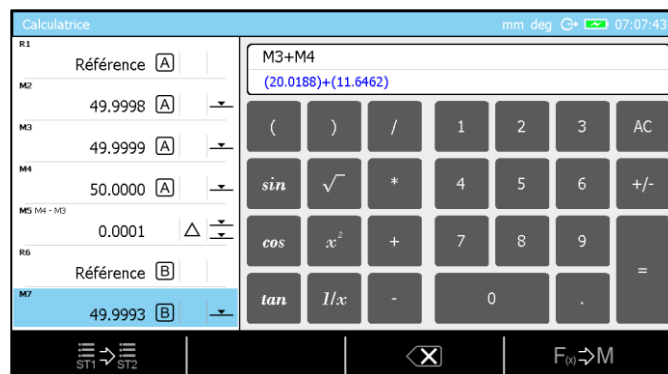 Calculatrice mm deg 07:07:43
R1
Référence A
M2
49.9998 A
M3
49.9999 A
M4
50.0000 A
M5 M4 - M3
0.0001
R6
Référence B
M7
49.9993 B
M3+M4
(20.0188)+(11.6462)
( ) / 1 2 3 AC
sin √ * 4 5 6 +/-
cos x² + 7 8 9
tan 1/x - 0 . =
ST1 ST2
F(x)⇨M